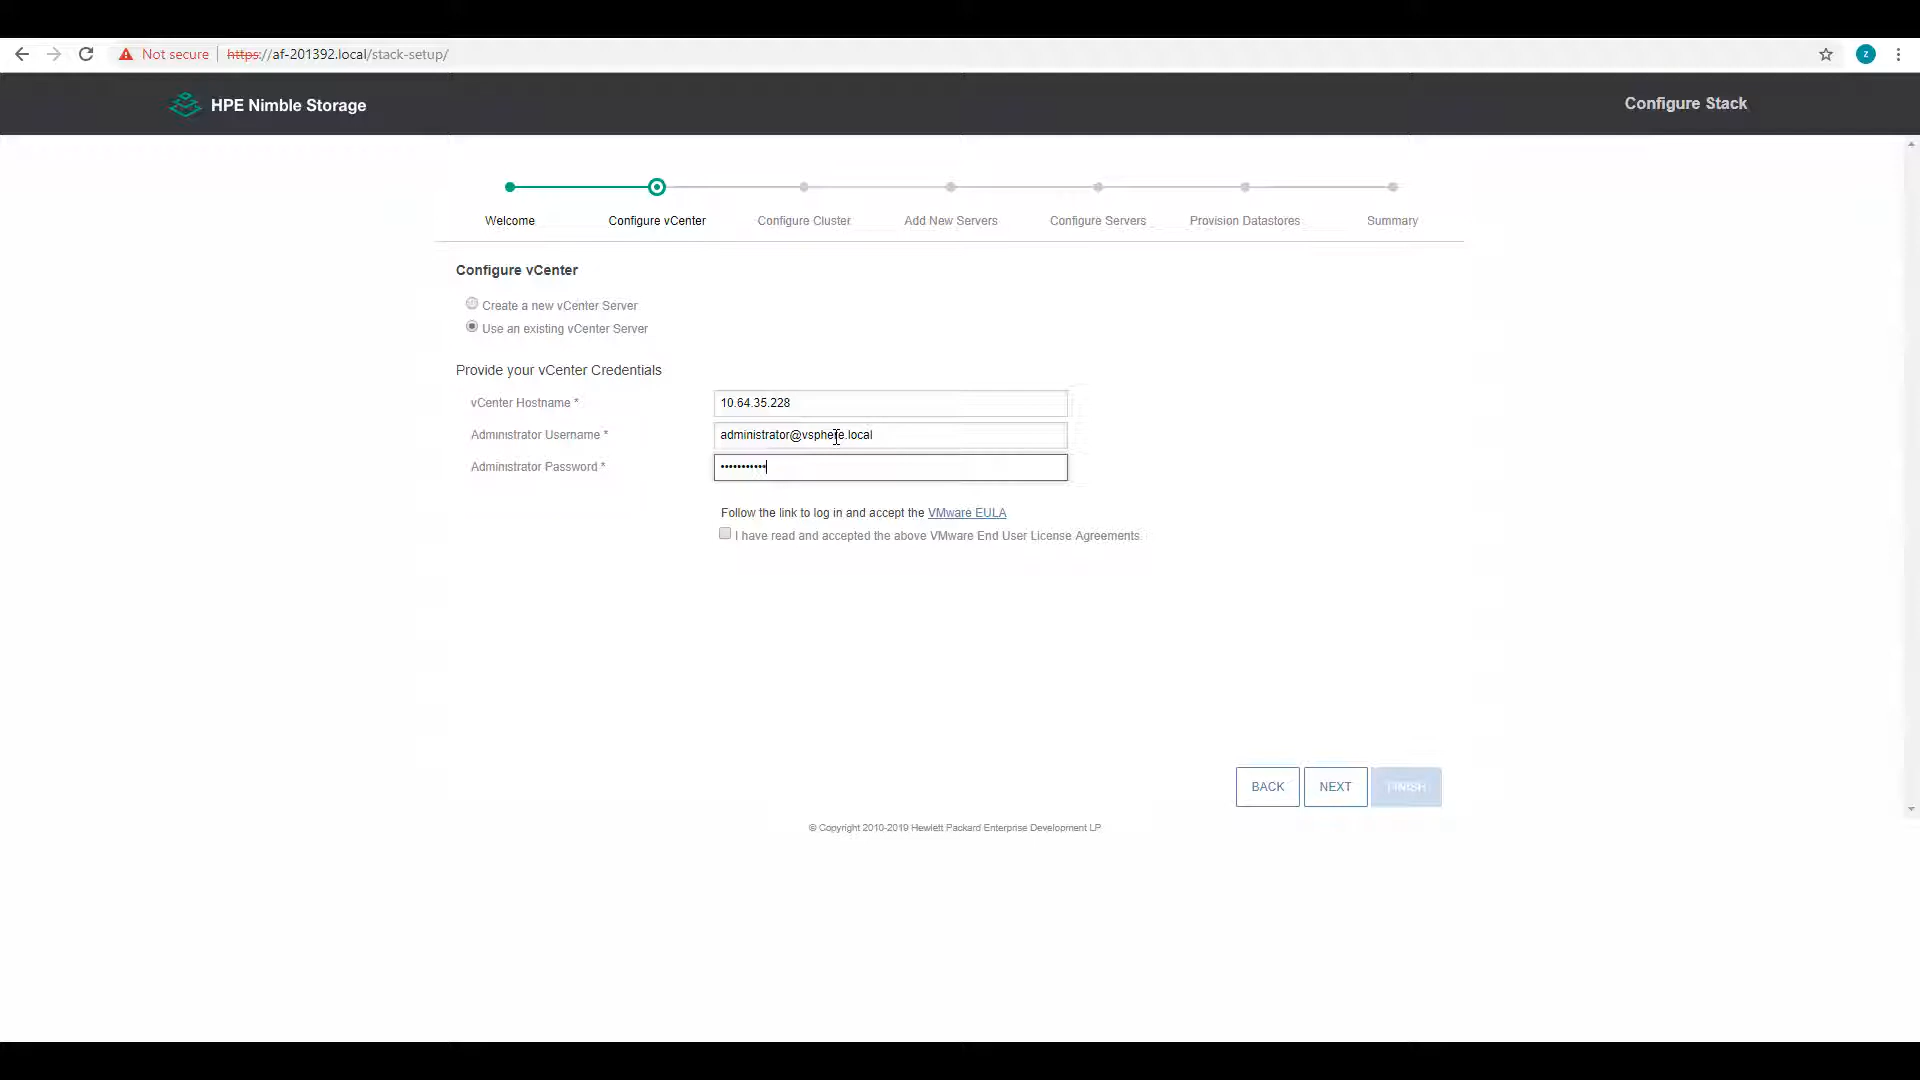 Not secure | https://af-201392.local/stack-setup/
z
HPE Nimble Storage
Configure Stack
Welcome
Configure vCenter
Configure Cluster
Add New Servers
Configure Servers
Provision Datastores
Summary
Configure vCenter
Create a new vCenter Server
Use an existing vCenter Server
Provide your vCenter Credentials
vCenter Hostname *
10.64.35.228
Administrator Username *
administrator@vsphere.local
Administrator Password *
•••••••••••
Follow the link to log in and accept the VMware EULA
I have read and accepted the above VMware End User License Agreements.
BACK
NEXT
FINISH
© Copyright 2010-2019 Hewlett Packard Enterprise Development LP